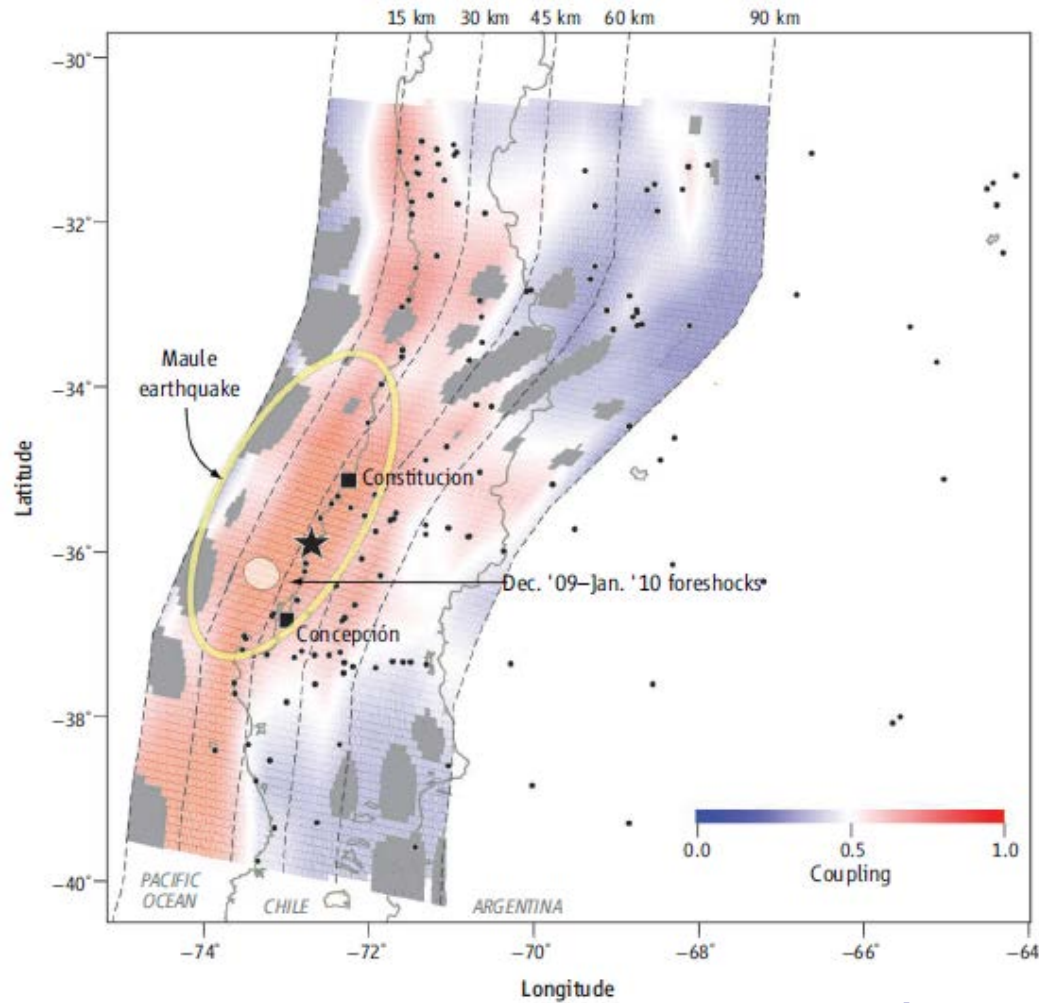 15 km 30 km 45 km 60 km 90 km
−30°
−32°
−34°
−36°
−38°
−40°
Latitude
Maule
earthquake
Constitucion
Dec. '09–Jan. '10 foreshocks
Concepción
0.0 0.5 1.0
Coupling
PACIFIC
OCEAN
CHILE
ARGENTINA
−74° −72° −70° −68° −66° −64
Longitude